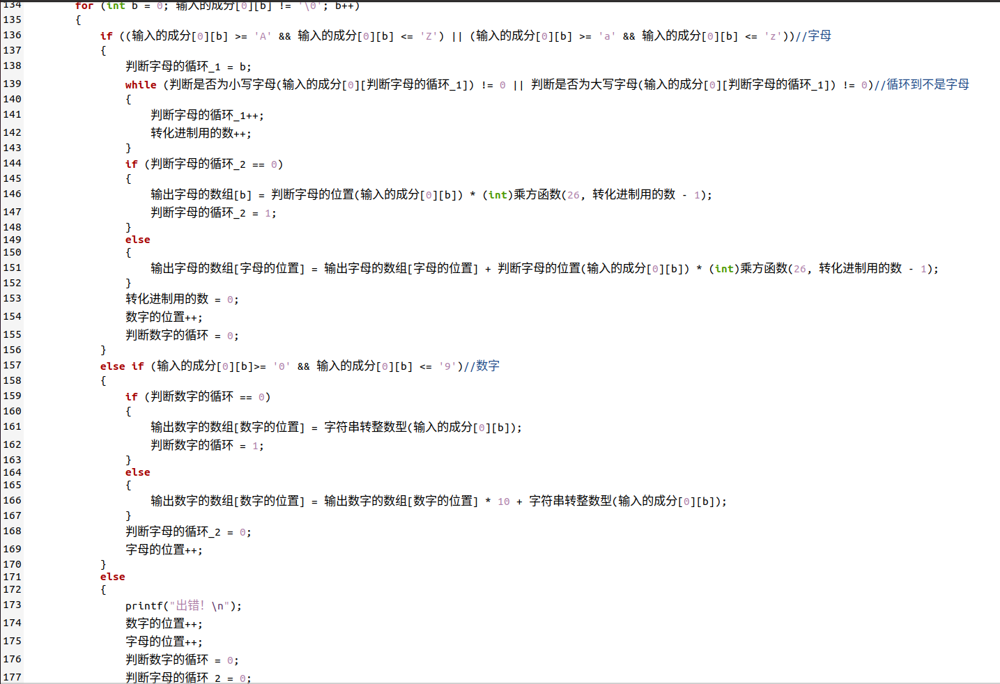 134 for (int b = 0; 输入的成分[0][b] != '\0'; b++)
135 {
136 if ((输入的成分[0][b] >= 'A' && 输入的成分[0][b] <= 'Z') || (输入的成分[0][b] >= 'a' && 输入的成分[0][b] <= 'z'))//字母
137 {
138 判断字母的循环_1 = b;
139 while (判断是否为小写字母(输入的成分[0][判断字母的循环_1]) != 0 || 判断是否为大写字母(输入的成分[0][判断字母的循环_1]) != 0)//循环到不是字母
140 {
141 判断字母的循环_1++;
142 转化进制用的数++;
143 }
144 if (判断字母的循环_2 == 0)
145 {
146 输出字母的数组[b] = 判断字母的位置(输入的成分[0][b]) * (int)乘方函数(26, 转化进制用的数 - 1);
147 判断字母的循环_2 = 1;
148 }
149 else
150 {
151 输出字母的数组[字母的位置] = 输出字母的数组[字母的位置] + 判断字母的位置(输入的成分[0][b]) * (int)乘方函数(26, 转化进制用的数 - 1);
152 }
153 转化进制用的数 = 0;
154 数字的位置++;
155 判断数字的循环 = 0;
156 }
157 else if (输入的成分[0][b]>= '0' && 输入的成分[0][b] <= '9')//数字
158 {
159 if (判断数字的循环 == 0)
160 {
161 输出数字的数组[数字的位置] = 字符串转整数型(输入的成分[0][b]);
162 判断数字的循环 = 1;
163 }
164 else
165 {
166 输出数字的数组[数字的位置] = 输出数字的数组[数字的位置] * 10 + 字符串转整数型(输入的成分[0][b]);
167 }
168 判断字母的循环_2 = 0;
169 字母的位置++;
170 }
171 else
172 {
173 printf("出错！\n");
174 数字的位置++;
175 字母的位置++;
176 判断数字的循环 = 0;
177 判断字母的循环_2 = 0;